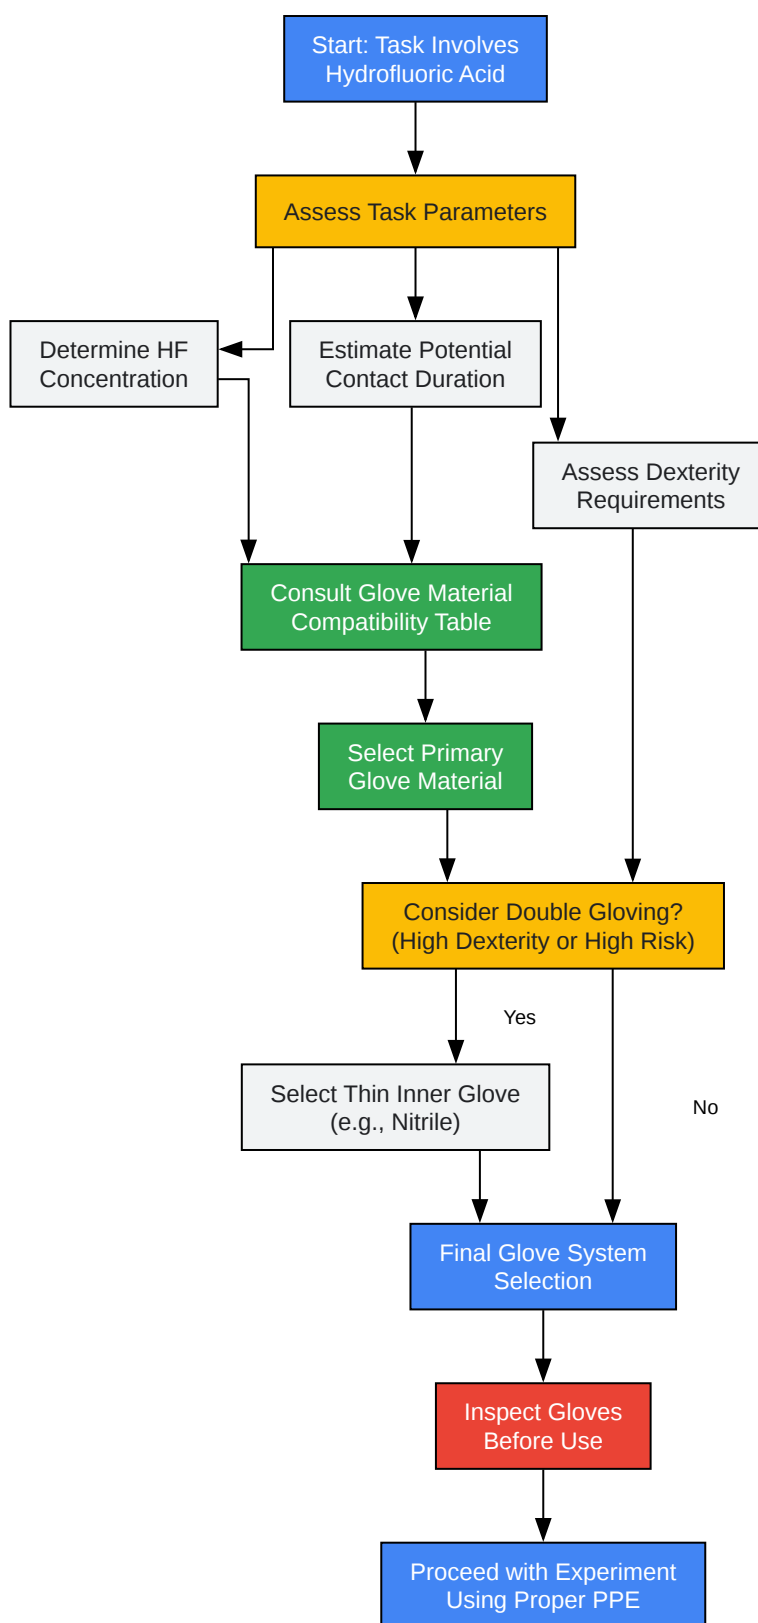 Start: Task Involves
Hydrofluoric Acid
Assess Task Parameters
Determine HF
Concentration
Estimate Potential
Contact Duration
Assess Dexterity
Requirements
Consult Glove Material
Compatibility Table
Select Primary
Glove Material
Consider Double Gloving?
(High Dexterity or High Risk)
Yes
Select Thin Inner Glove
(e.g., Nitrile)
No
Final Glove System
Selection
Inspect Gloves
Before Use
Proceed with Experiment
Using Proper PPE